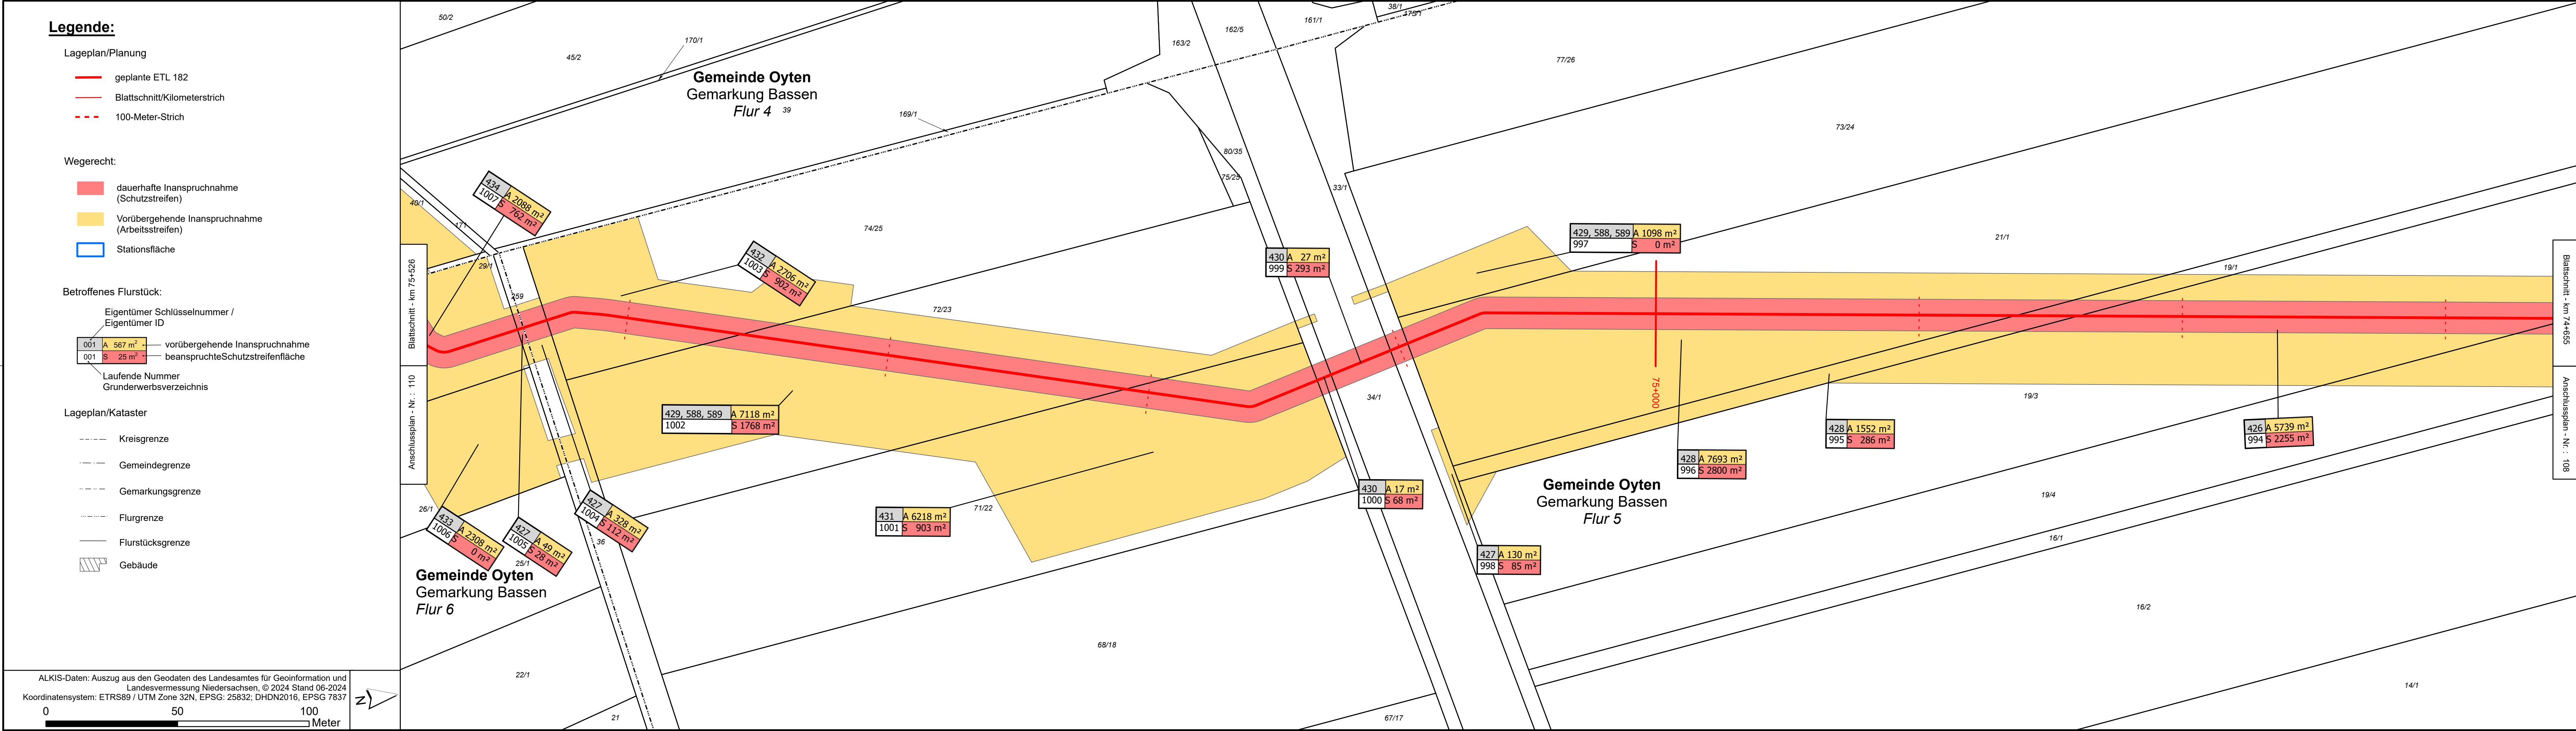 Legende:
Lageplan/Planung
geplante ETL 182
Blattschnitt/Kilometerstrich
100-Meter-Strich
Wegerecht:
dauerhafte Inanspruchnahme
(Schutzstreifen)
Vorübergehende Inanspruchnahme
(Arbeitsstreifen)
Stationsfläche
Betroffenes Flurstück:
Eigentümer Schlüsselnummer /
Eigentümer ID
001 A 567 m² vorübergehende Inanspruchnahme
001 S 25 m² beanspruchteSchutzstreifenfläche
Laufende Nummer
Grunderwerbsverzeichnis
Lageplan/Kataster
Kreisgrenze
Gemeindegrenze
Gemarkungsgrenze
Flurgrenze
Flurstücksgrenze
Gebäude
ALKIS-Daten: Auszug aus den Geodaten des Landesamtes für Geoinformation und
Landesvermessung Niedersachsen, © 2024 Stand 06-2024
Koordinatensystem: ETRS89 / UTM Zone 32N, EPSG: 25832; DHDN2016, EPSG 7837
0 50 100
Meter
N
Blattschnitt - km 75+526
Anschlussplan - Nr. : 110
50/2
45/2
170/1
Gemeinde Oyten
Gemarkung Bassen
Flur 4
39
169/1
163/2
162/5
161/1
38/1
175/1
77/26
73/24
80/35
75/25
33/1
40/1
171
29/1
259
74/25
72/23
21/1
19/1
434 A 2088 m²
1007 S 762 m²
432 A 2706 m²
1003 S 902 m²
430 A 27 m²
999 S 293 m²
429, 588, 589 A 1098 m²
997 S 0 m²
75+000
34/1
19/3
429, 588, 589 A 7118 m²
1002 S 1768 m²
428 A 1552 m²
995 S 286 m²
426 A 5739 m²
994 S 2255 m²
428 A 7693 m²
996 S 2800 m²
430 A 17 m²
1000 S 68 m²
Gemeinde Oyten
Gemarkung Bassen
Flur 5
431 A 6218 m²
1001 S 903 m²
71/22
26/1
433 A 2308 m²
1006 S 0 m²
427 A 49 m²
1005 S 28 m²
427 A 328 m²
1004 S 112 m²
36
25/1
427 A 130 m²
998 S 85 m²
Gemeinde Oyten
Gemarkung Bassen
Flur 6
19/4
16/1
16/2
68/18
22/1
21
67/17
14/1
Blattschnitt - km 74+655
Anschlussplan - Nr. : 108